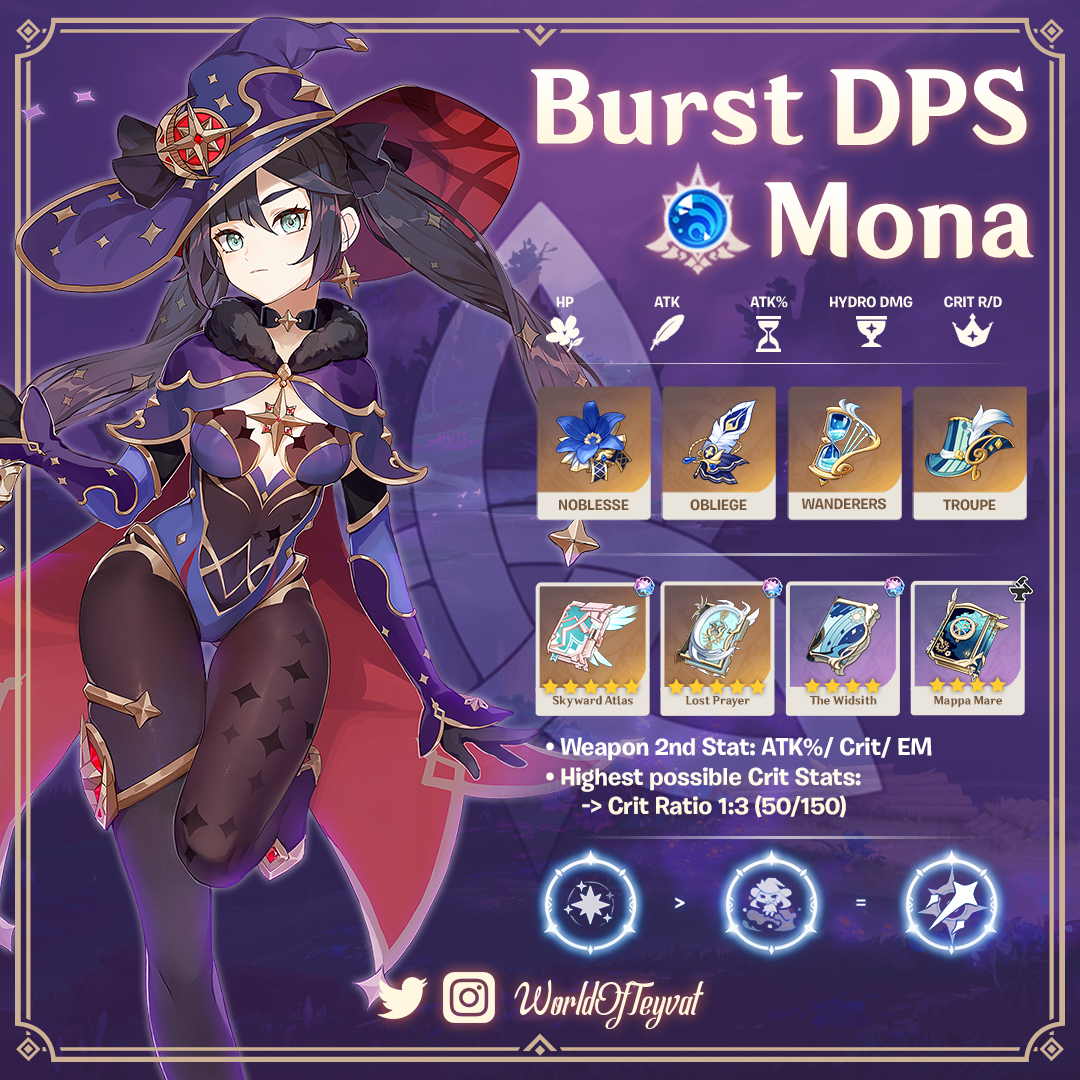 Burst DPS
Mona
HP ATK ATK% HYDRO DMG CRIT R/D
NOBLESSE OBLIEGE WANDERERS TROUPE
Skyward Atlas Lost Prayer The Widsith Mappa Mare
• Weapon 2nd Stat: ATK%/ Crit/ EM
• Highest possible Crit Stats:
-> Crit Ratio 1:3 (50/150)
> =
WorldOfTeyvat